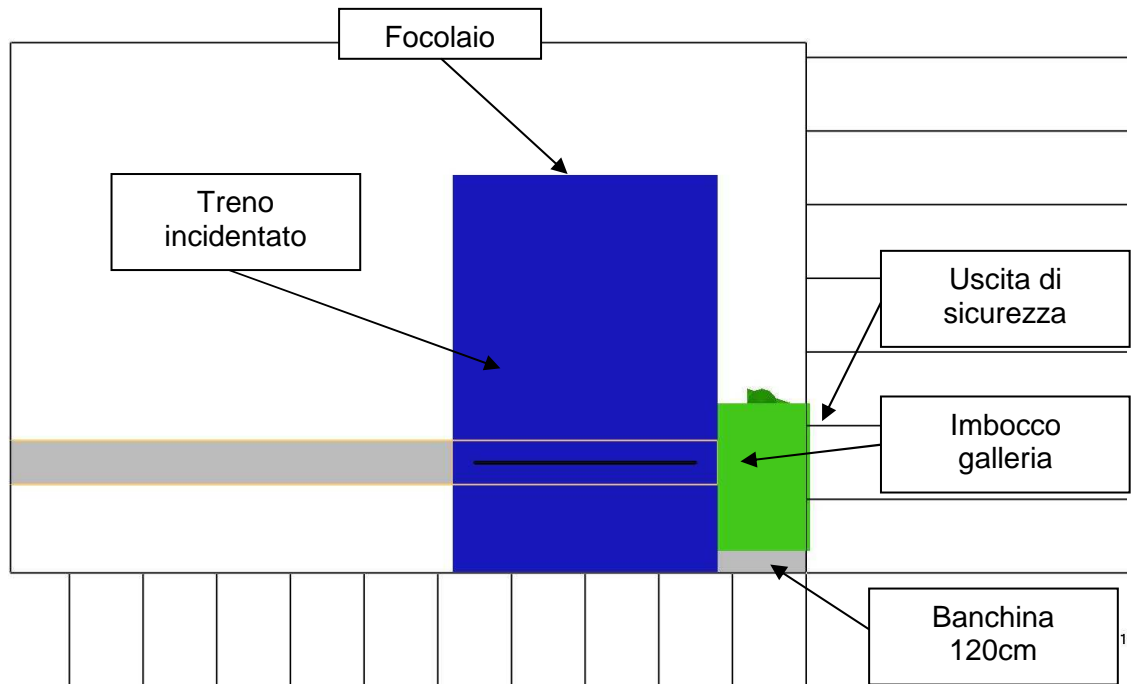 Focolaio
Treno
incidentato
Uscita di
sicurezza
Imbocco
galleria
Banchina
120cm
1